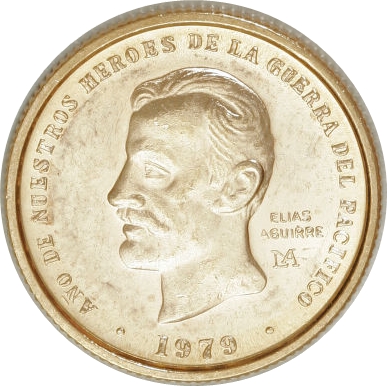 AÑO DE NUESTROS HEROES DE LA GUERRA DEL PACIFICO
ELIAS
AGUIRRE
• 1979 •